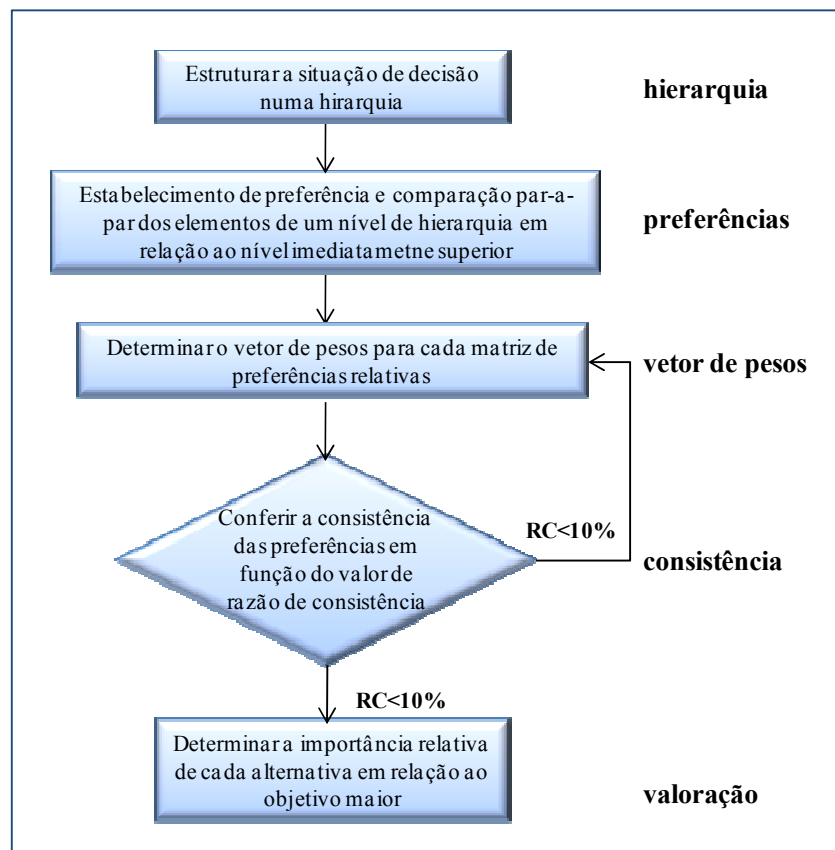 Estruturar a situação de decisão
numa hirarquia
hierarquia
Estabelecimento de preferência e comparação par-a-
par dos elementos de um nível de hierarquia em
relação ao nível imediatametne superior
preferências
Determinar o vetor de pesos para cada matriz de
preferências relativas
vetor de pesos
Conferir a consistência
das preferências em
função do valor de
razão de consistência
RC<10%
consistência
RC<10%
Determinar a importância relativa
de cada alternativa em relação ao
objetivo maior
valoração